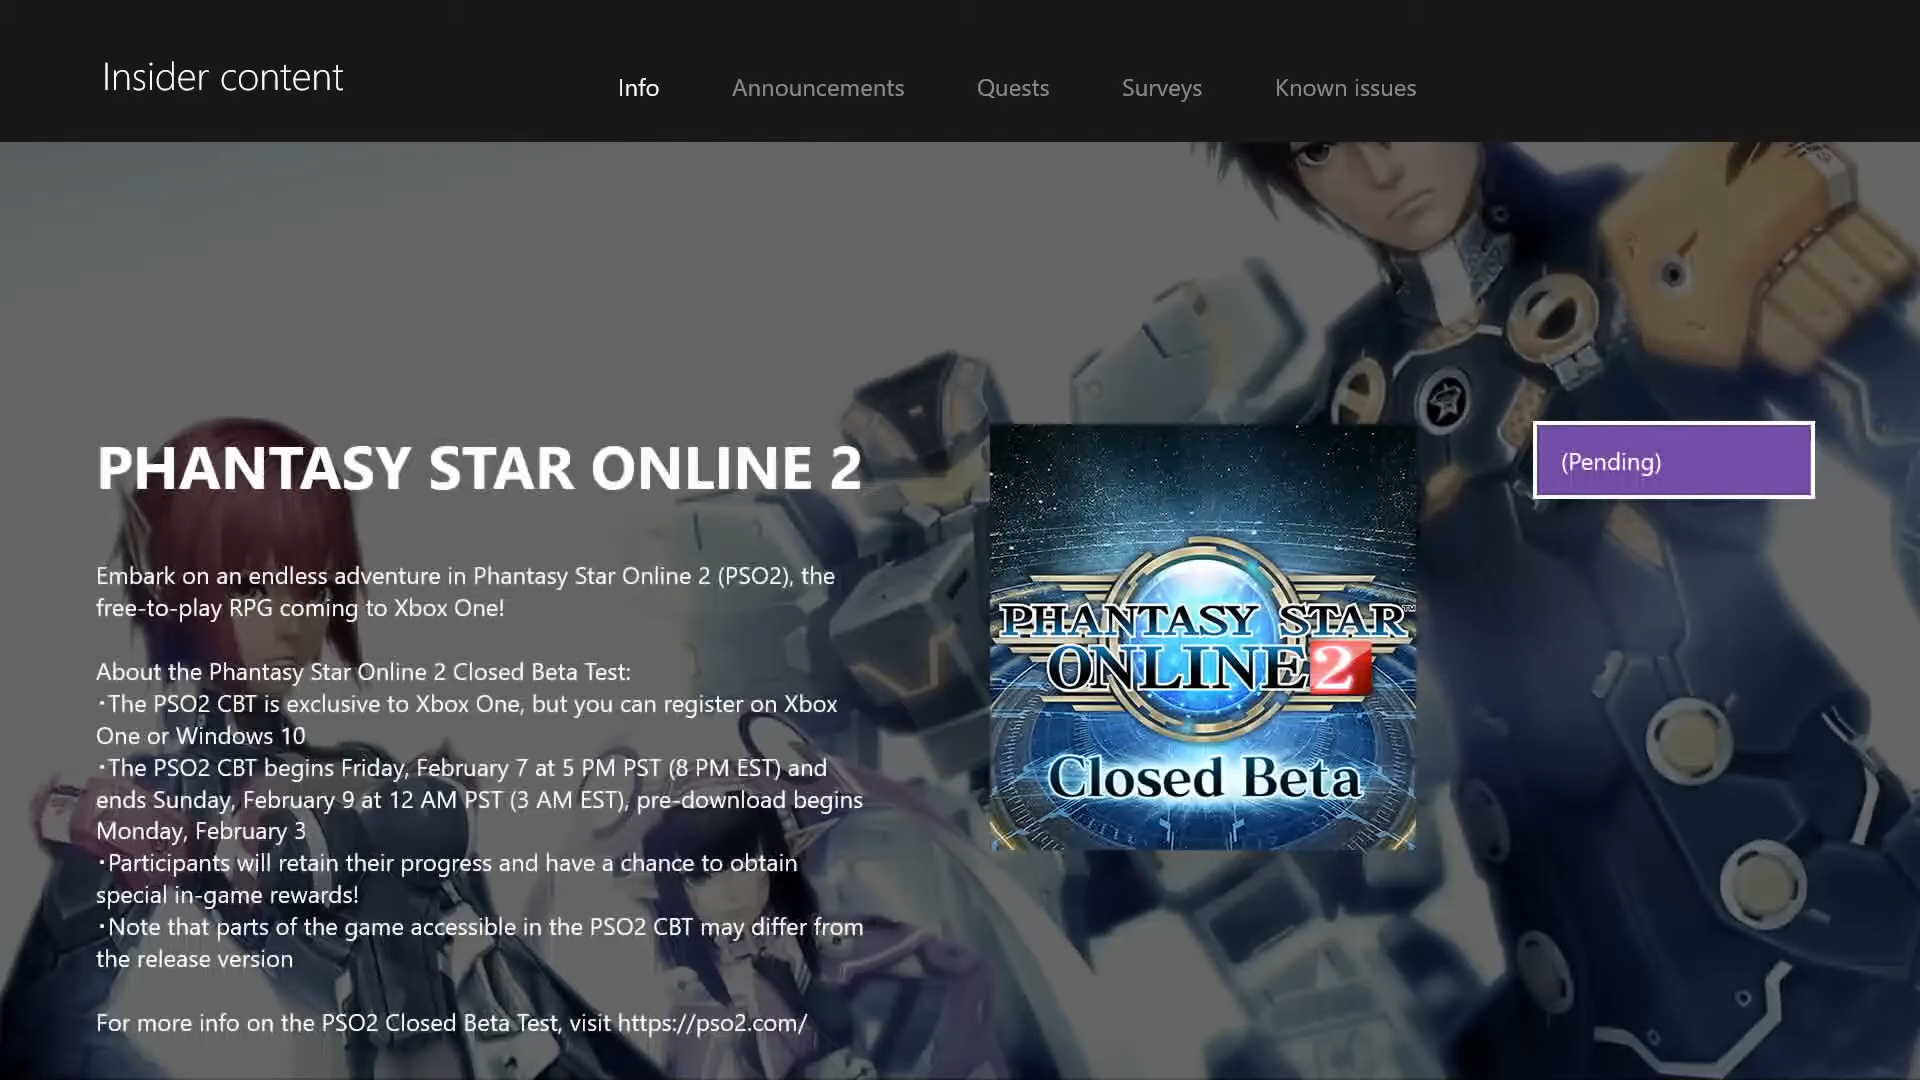 Insider content
Info
Announcements
Quests
Surveys
Known issues
PHANTASY STAR ONLINE 2
Embark on an endless adventure in Phantasy Star Online 2 (PSO2), the
free-to-play RPG coming to Xbox One!
About the Phantasy Star Online 2 Closed Beta Test:
・The PSO2 CBT is exclusive to Xbox One, but you can register on Xbox
One or Windows 10
・The PSO2 CBT begins Friday, February 7 at 5 PM PST (8 PM EST) and
ends Sunday, February 9 at 12 AM PST (3 AM EST), pre-download begins
Monday, February 3
・Participants will retain their progress and have a chance to obtain
special in-game rewards!
・Note that parts of the game accessible in the PSO2 CBT may differ from
the release version
For more info on the PSO2 Closed Beta Test, visit https://pso2.com/
PHANTASY STAR™
ONLINE 2
Closed Beta
(Pending)